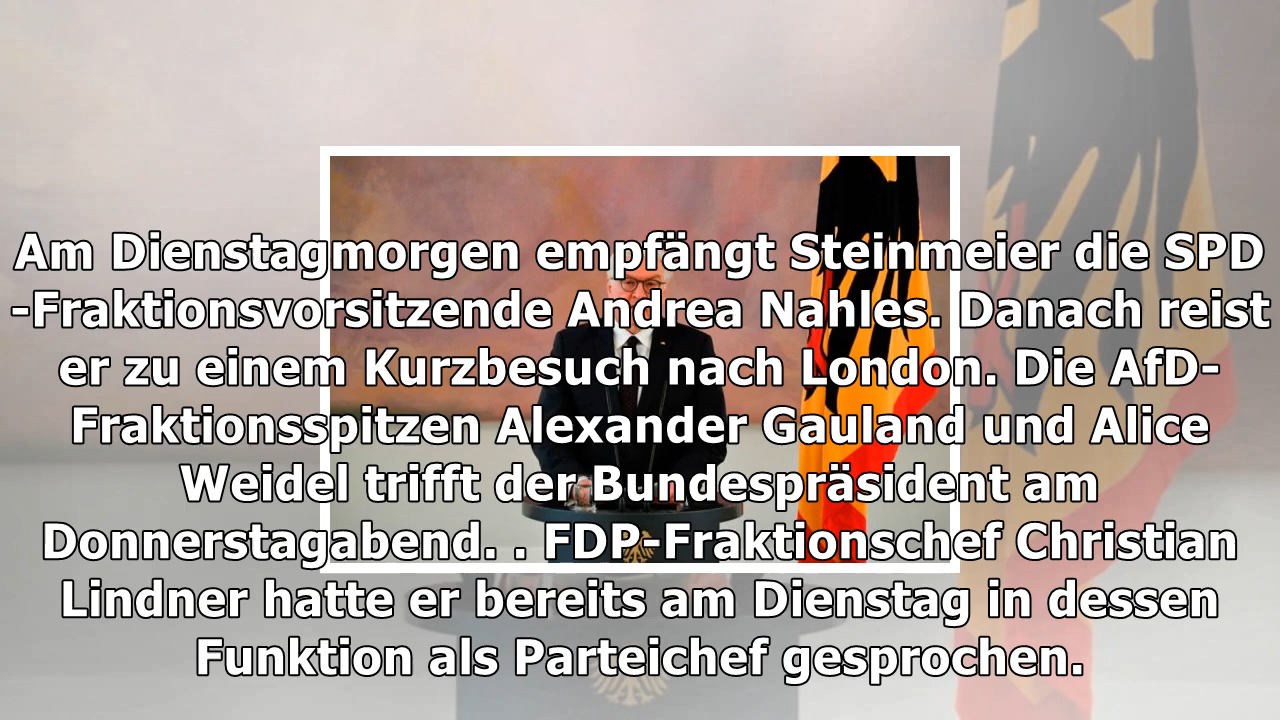 Am Dienstagmorgen empfängt Steinmeier die SPD
-Fraktionsvorsitzende Andrea Nahles. Danach reist
er zu einem Kurzbesuch nach London. Die AfD-
Fraktionsspitzen Alexander Gauland und Alice
Weidel trifft der Bundespräsident am
Donnerstagabend. . FDP-Fraktionschef Christian
Lindner hatte er bereits am Dienstag in dessen
Funktion als Parteichef gesprochen.